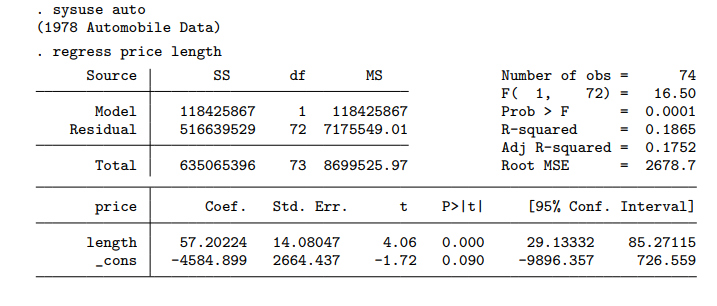 . sysuse auto
(1978 Automobile Data)
. regress price length
Source SS df MS Number of obs = 74
F( 1, 72) = 16.50
Model 118425867 1 118425867 Prob > F = 0.0001
Residual 516639529 72 7175549.01 R-squared = 0.1865
Adj R-squared = 0.1752
Total 635065396 73 8699525.97 Root MSE = 2678.7
price Coef. Std. Err. t P>|t| [95% Conf. Interval]
length 57.20224 14.08047 4.06 0.000 29.13332 85.27115
_cons -4584.899 2664.437 -1.72 0.090 -9896.357 726.559